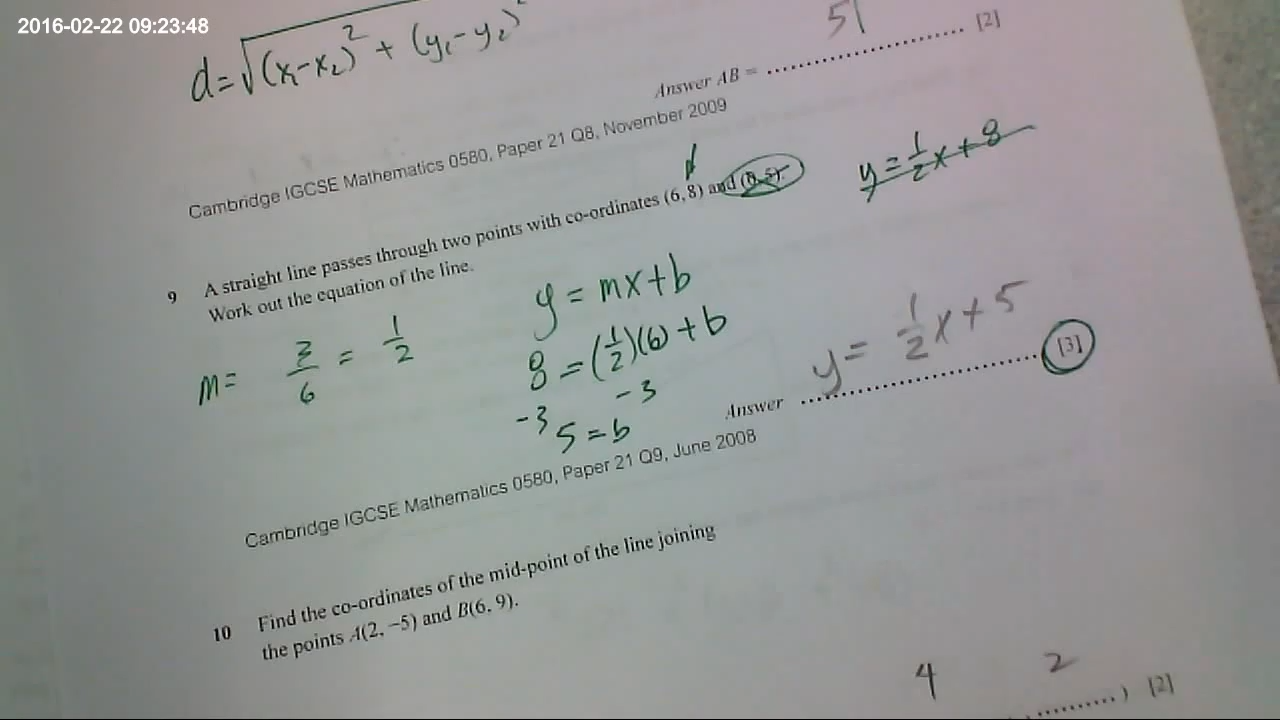 2016-02-22 09:23:48
d=√(x₁-x₂)² + (y₁-y₂)²
51
Answer AB = .............................. [2]
Cambridge IGCSE Mathematics 0580, Paper 21 Q8, November 2009
y = 1/2 x + 8
9 A straight line passes through two points with co-ordinates (6, 8) and
Work out the equation of the line.
m = 3/6 = 1/2
y = mx + b
8 = (1/2)(6) + b
-3 -3
5 = b
y = 1/2 x + 5
Answer .............................. [3]
Cambridge IGCSE Mathematics 0580, Paper 21 Q9, June 2008
10 Find the co-ordinates of the mid-point of the line joining
the points A(2, −5) and B(6, 9).
4 2
..............) [2]